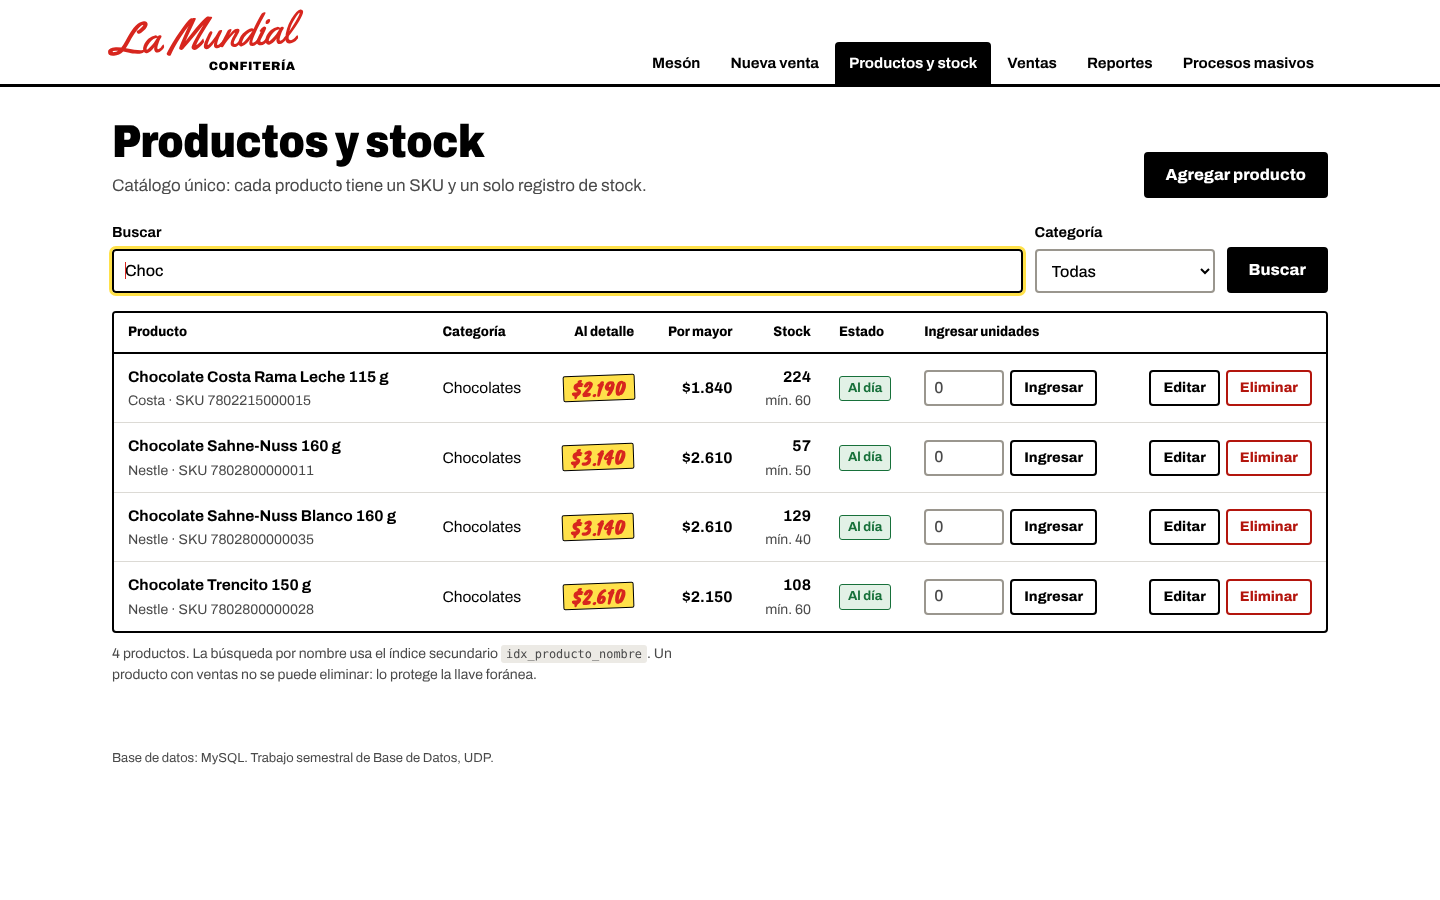 La Mundial
CONFITERÍA
Mesón Nueva venta Productos y stock Ventas Reportes Procesos masivos
Productos y stock
Catálogo único: cada producto tiene un SKU y un solo registro de stock.
Agregar producto
Buscar Categoría
Choc Todas Buscar
Producto Categoría Al detalle Por mayor Stock Estado Ingresar unidades
Chocolate Costa Rama Leche 115 g
Costa · SKU 7802215000015
Chocolates $2.190 $1.840 224
mín. 60
Al día 0 Ingresar Editar Eliminar
Chocolate Sahne-Nuss 160 g
Nestle · SKU 7802800000011
Chocolates $3.140 $2.610 57
mín. 50
Al día 0 Ingresar Editar Eliminar
Chocolate Sahne-Nuss Blanco 160 g
Nestle · SKU 7802800000035
Chocolates $3.140 $2.610 129
mín. 40
Al día 0 Ingresar Editar Eliminar
Chocolate Trencito 150 g
Nestle · SKU 7802800000028
Chocolates $2.610 $2.150 108
mín. 60
Al día 0 Ingresar Editar Eliminar
4 productos. La búsqueda por nombre usa el índice secundario idx_producto_nombre. Un
producto con ventas no se puede eliminar: lo protege la llave foránea.
Base de datos: MySQL. Trabajo semestral de Base de Datos, UDP.